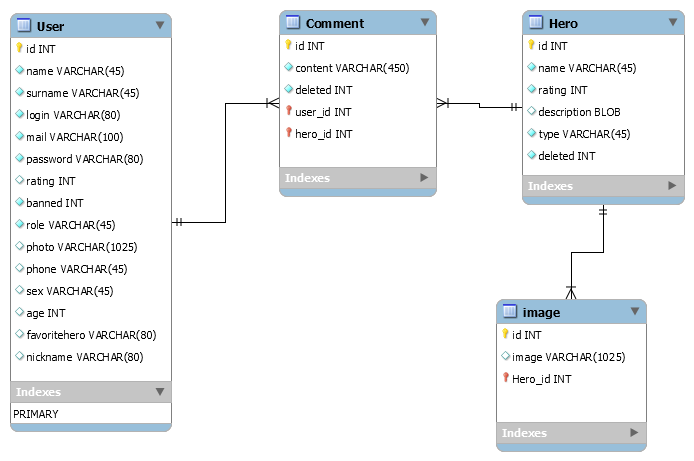 User
id INT
name VARCHAR(45)
surname VARCHAR(45)
login VARCHAR(80)
mail VARCHAR(100)
password VARCHAR(80)
rating INT
banned INT
role VARCHAR(45)
photo VARCHAR(1025)
phone VARCHAR(45)
sex VARCHAR(45)
age INT
favoritehero VARCHAR(80)
nickname VARCHAR(80)
Indexes
PRIMARY
Comment
id INT
content VARCHAR(450)
deleted INT
user_id INT
hero_id INT
Indexes
Hero
id INT
name VARCHAR(45)
rating INT
description BLOB
type VARCHAR(45)
deleted INT
Indexes
image
id INT
image VARCHAR(1025)
Hero_id INT
Indexes